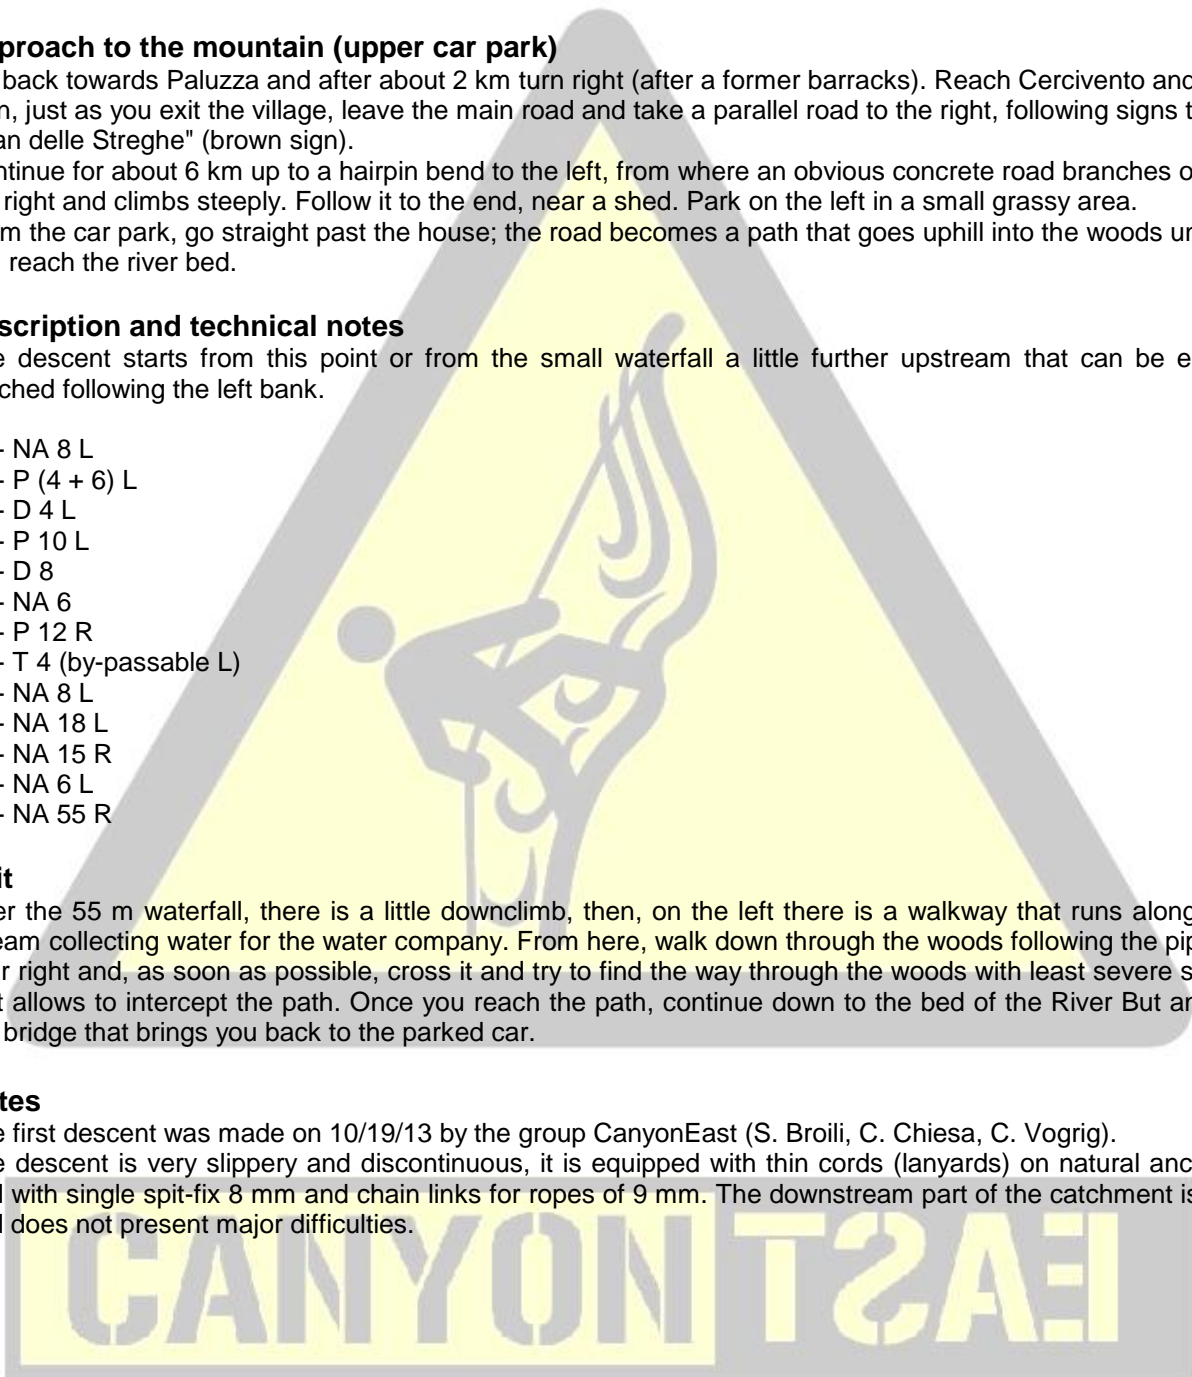 proach to the mountain (upper car park)
back towards Paluzza and after about 2 km turn right (after a former barracks). Reach Cercivento and
n, just as you exit the village, leave the main road and take a parallel road to the right, following signs t
an delle Streghe" (brown sign).
ntinue for about 6 km up to a hairpin bend to the left, from where an obvious concrete road branches o
right and climbs steeply. Follow it to the end, near a shed. Park on the left in a small grassy area.
m the car park, go straight past the house; the road becomes a path that goes uphill into the woods un
reach the river bed.
scription and technical notes
e descent starts from this point or from the small waterfall a little further upstream that can be e
ched following the left bank.
- NA 8 L
- P (4 + 6) L
- D 4 L
- P 10 L
- D 8
- NA 6
- P 12 R
- T 4 (by-passable L)
- NA 8 L
- NA 18 L
- NA 15 R
- NA 6 L
- NA 55 R
it
er the 55 m waterfall, there is a little downclimb, then, on the left there is a walkway that runs along
eam collecting water for the water company. From here, walk down through the woods following the pip
r right and, as soon as possible, cross it and try to find the way through the woods with least severe s
t allows to intercept the path. Once you reach the path, continue down to the bed of the River But an
bridge that brings you back to the parked car.
tes
e first descent was made on 10/19/13 by the group CanyonEast (S. Broili, C. Chiesa, C. Vogrig).
e descent is very slippery and discontinuous, it is equipped with thin cords (lanyards) on natural anc
d with single spit-fix 8 mm and chain links for ropes of 9 mm. The downstream part of the catchment is
d does not present major difficulties.
CANYON EAST